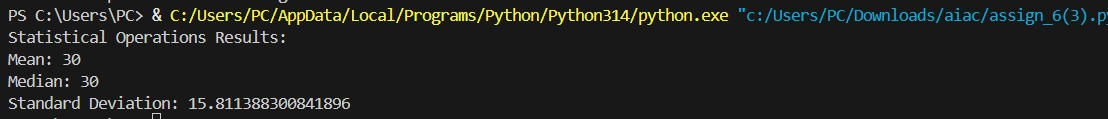 PS C:\Users\PC> & C:/Users/PC/AppData/Local/Programs/Python/Python314/python.exe "c:/Users/PC/Downloads/aiac/assign_6(3).py
Statistical Operations Results:
Mean: 30
Median: 30
Standard Deviation: 15.811388300841896